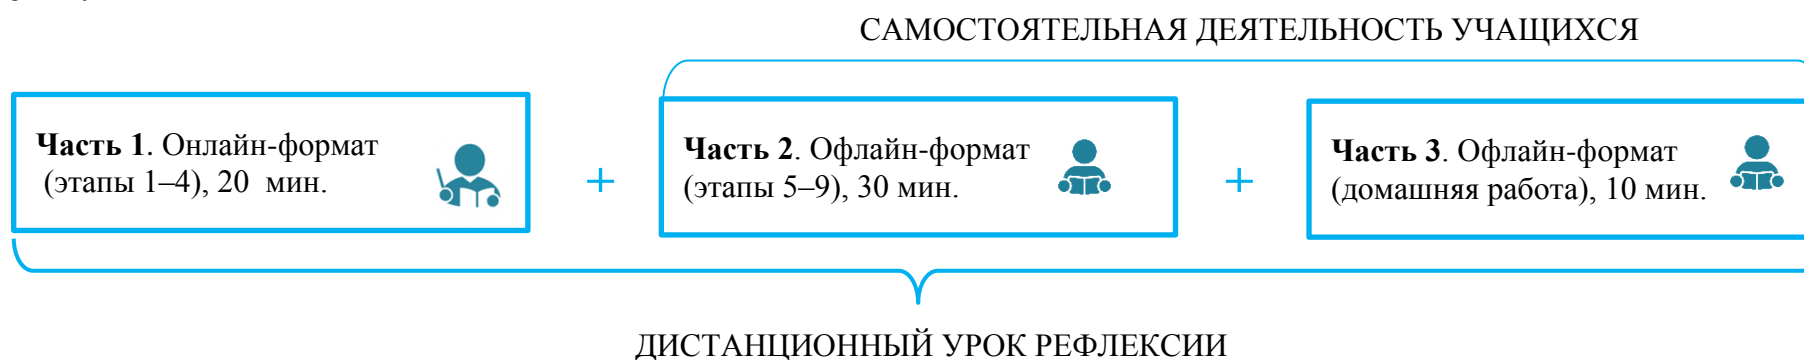 САМОСТОЯТЕЛЬНАЯ ДЕЯТЕЛЬНОСТЬ УЧАЩИХСЯ
Часть 1. Онлайн-формат
(этапы 1–4), 20 мин.
+
Часть 2. Офлайн-формат
(этапы 5–9), 30 мин.
+
Часть 3. Офлайн-формат
(домашняя работа), 10 мин.
ДИСТАНЦИОННЫЙ УРОК РЕФЛЕКСИИ